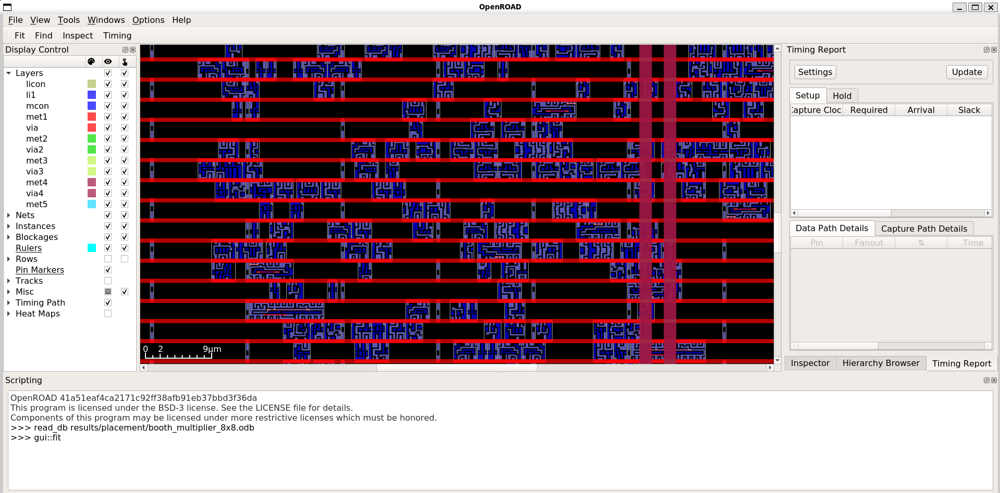 OpenROAD
File View Tools Windows Options Help
Fit Find Inspect Timing
Display Control
Layers
licon
li1
mcon
met1
via
met2
via2
met3
via3
met4
via4
met5
Nets
Instances
Blockages
Rulers
Rows
Pin Markers
Tracks
Misc
Timing Path
Heat Maps
0 2 9μm
Timing Report
Settings Update
Setup Hold
Capture Cloc Required Arrival Slack
Data Path Details Capture Path Details
Pin Fanout ⇅ Time
Inspector Hierarchy Browser Timing Report
Scripting
OpenROAD 41a51eaf4ca2171c92ff38afb91eb37bbd3f36da
This program is licensed under the BSD-3 license. See the LICENSE file for details.
Components of this program may be licensed under more restrictive licenses which must be honored.
>>> read_db results/placement/booth_multiplier_8x8.odb
>>> gui::fit